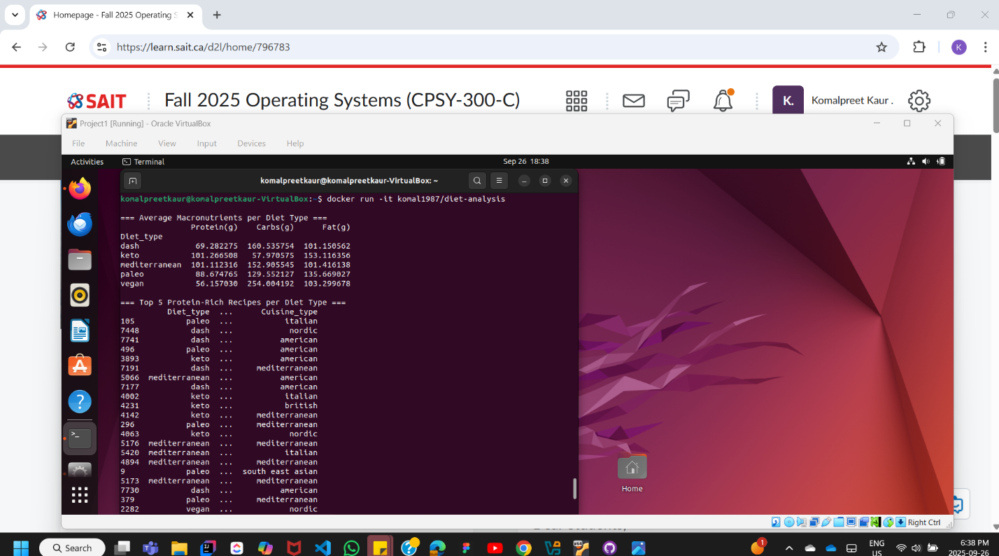 Homepage - Fall 2025 Operating S
https://learn.sait.ca/d2l/home/796783
K
SAIT
Fall 2025 Operating Systems (CPSY-300-C)
K.
Komalpreet Kaur .
Project1 [Running] - Oracle VirtualBox
File Machine View Input Devices Help
Activities
Terminal
Sep 26 18:38
komalpreetkaur@komalpreetkaur-VirtualBox: ~
komalpreetkaur@komalpreetkaur-VirtualBox:~$ docker run -it komal1987/diet-analysis
=== Average Macronutrients per Diet Type ===
Protein(g) Carbs(g) Fat(g)
Diet_type
dash 69.282275 160.535754 101.150562
keto 101.266508 57.970575 153.116356
mediterranean 101.112316 152.905545 101.416138
paleo 88.674765 129.552127 135.669027
vegan 56.157030 254.004192 103.299678
=== Top 5 Protein-Rich Recipes per Diet Type ===
Diet_type ... Cuisine_type
105 paleo ... italian
7448 dash ... nordic
7741 dash ... american
496 paleo ... american
3893 keto ... american
7191 dash ... mediterranean
5066 mediterranean ... american
7177 dash ... american
4002 keto ... italian
4231 keto ... british
4142 keto ... mediterranean
296 paleo ... mediterranean
4063 keto ... nordic
5176 mediterranean ... mediterranean
5420 mediterranean ... italian
4894 mediterranean ... mediterranean
9 paleo ... south east asian
5173 mediterranean ... mediterranean
7730 dash ... american
379 paleo ... mediterranean
2282 vegan ... nordic
Home
Right Ctrl
Search
1
ENG
US
6:38 PM
2025-09-26